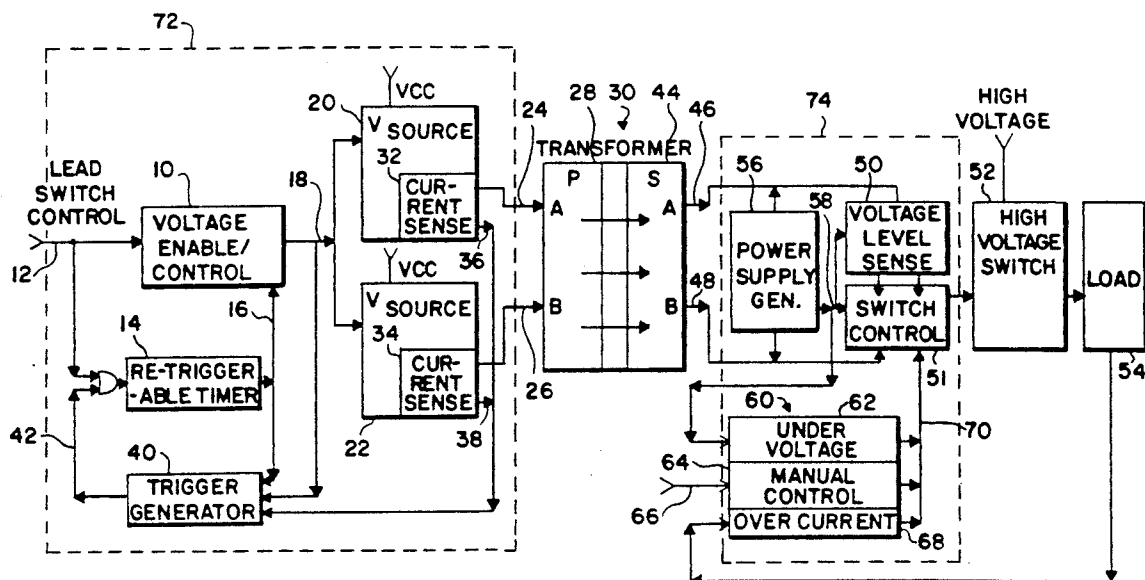 72
LEAD
SWITCH
CONTROL
12
10
VOLTAGE
ENABLE/
CONTROL
18
16
14
RE-TRIGGER
-ABLE TIMER
42
40
TRIGGER
GENERATOR
VCC
20
V SOURCE
32
CUR-
RENT
SENSE
36
VCC
V SOURCE
34
CUR-
RENT
SENSE
38
22
24
26
28
30
44
TRANSFORMER
P S
A A
B B
46
48
74
56
POWER
SUPPLY
GEN.
58
50
VOLTAGE
LEVEL
SENSE
SWITCH
CONTROL
51
60
62
UNDER
VOLTAGE
64
MANUAL
CONTROL
66
OVER CURRENT
68
70
HIGH
VOLTAGE
52
HIGH
VOLTAGE
SWITCH
LOAD
54